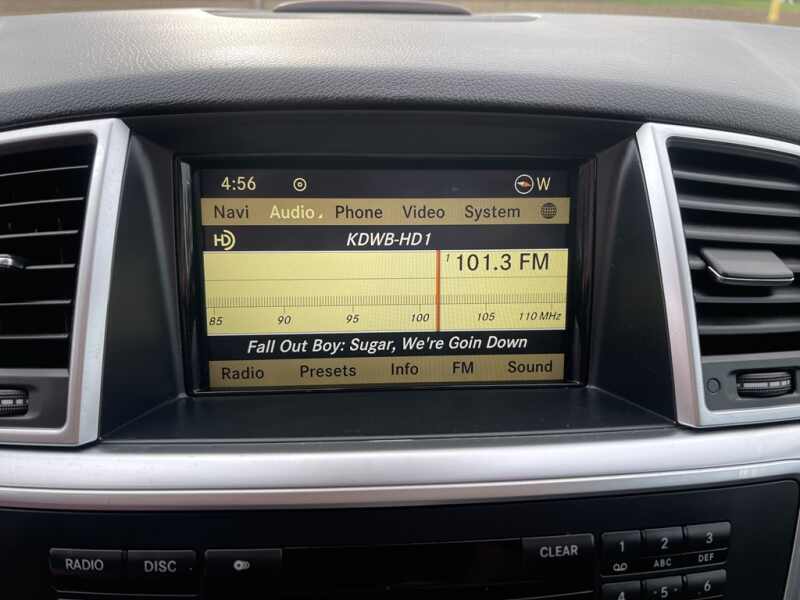 4:56 W
Navi Audio Phone Video System
HD KDWB-HD1
1 101.3 FM
85 90 95 100 105 110 MHz
Fall Out Boy: Sugar, We're Goin Down
Radio Presets Info FM Sound
RADIO DISC CLEAR 1 2 ABC 3 DEF
4 5 6